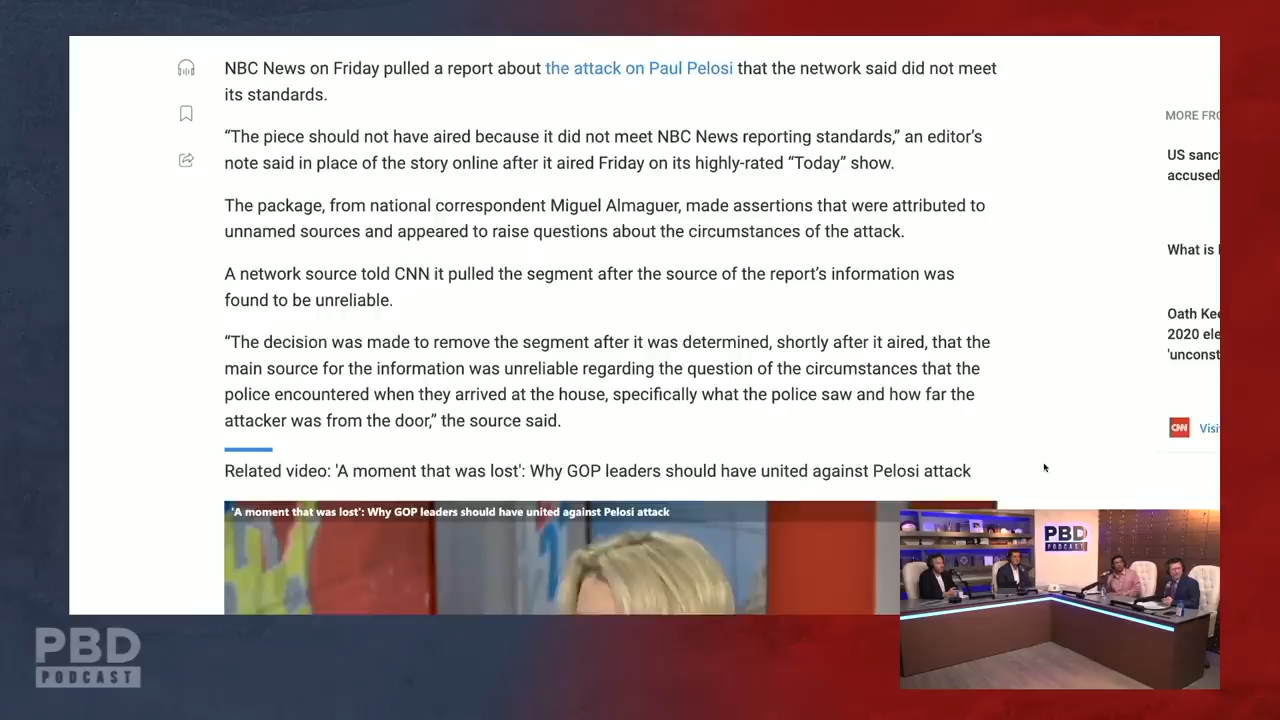 NBC News on Friday pulled a report about the attack on Paul Pelosi that the network said did not meet
its standards.
“The piece should not have aired because it did not meet NBC News reporting standards,” an editor’s
note said in place of the story online after it aired Friday on its highly-rated “Today” show.
The package, from national correspondent Miguel Almaguer, made assertions that were attributed to
unnamed sources and appeared to raise questions about the circumstances of the attack.
A network source told CNN it pulled the segment after the source of the report’s information was
found to be unreliable.
“The decision was made to remove the segment after it was determined, shortly after it aired, that the
main source for the information was unreliable regarding the question of the circumstances that the
police encountered when they arrived at the house, specifically what the police saw and how far the
attacker was from the door,” the source said.
Related video: 'A moment that was lost': Why GOP leaders should have united against Pelosi attack
'A moment that was lost': Why GOP leaders should have united against Pelosi attack
MORE FRO
US sanc
accused
What is
Oath Kee
2020 ele
'unconst
CNN Visi
PBD
PODCAST
PBD
PODCAST